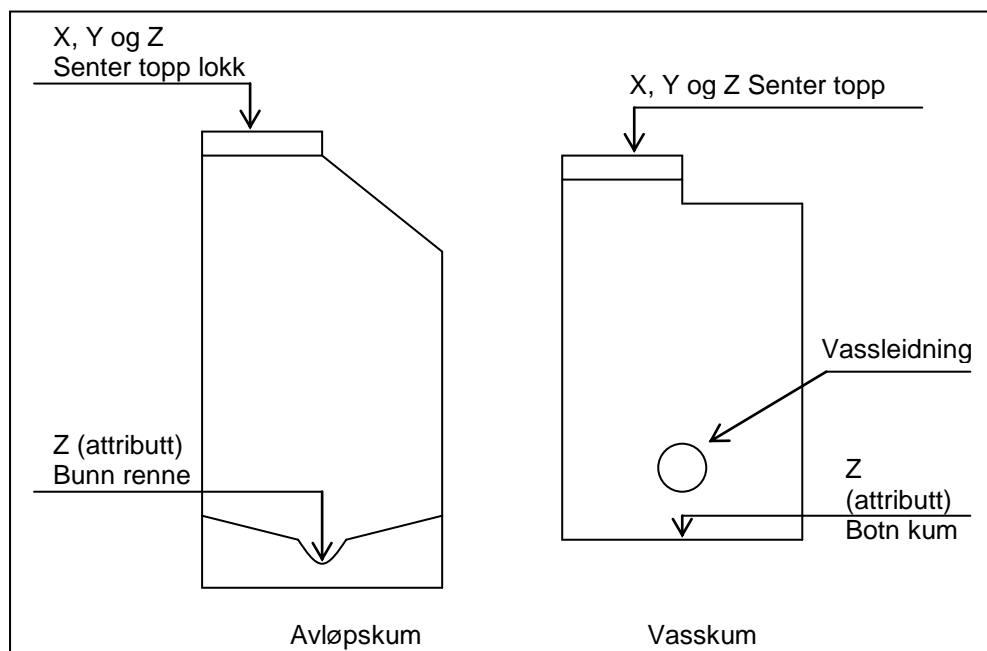 X, Y og Z
Senter topp lokk
X, Y og Z Senter topp
Vassleidning
Z (attributt)
Bunn renne
Z
(attributt)
Botn kum
Avløpskum
Vasskum